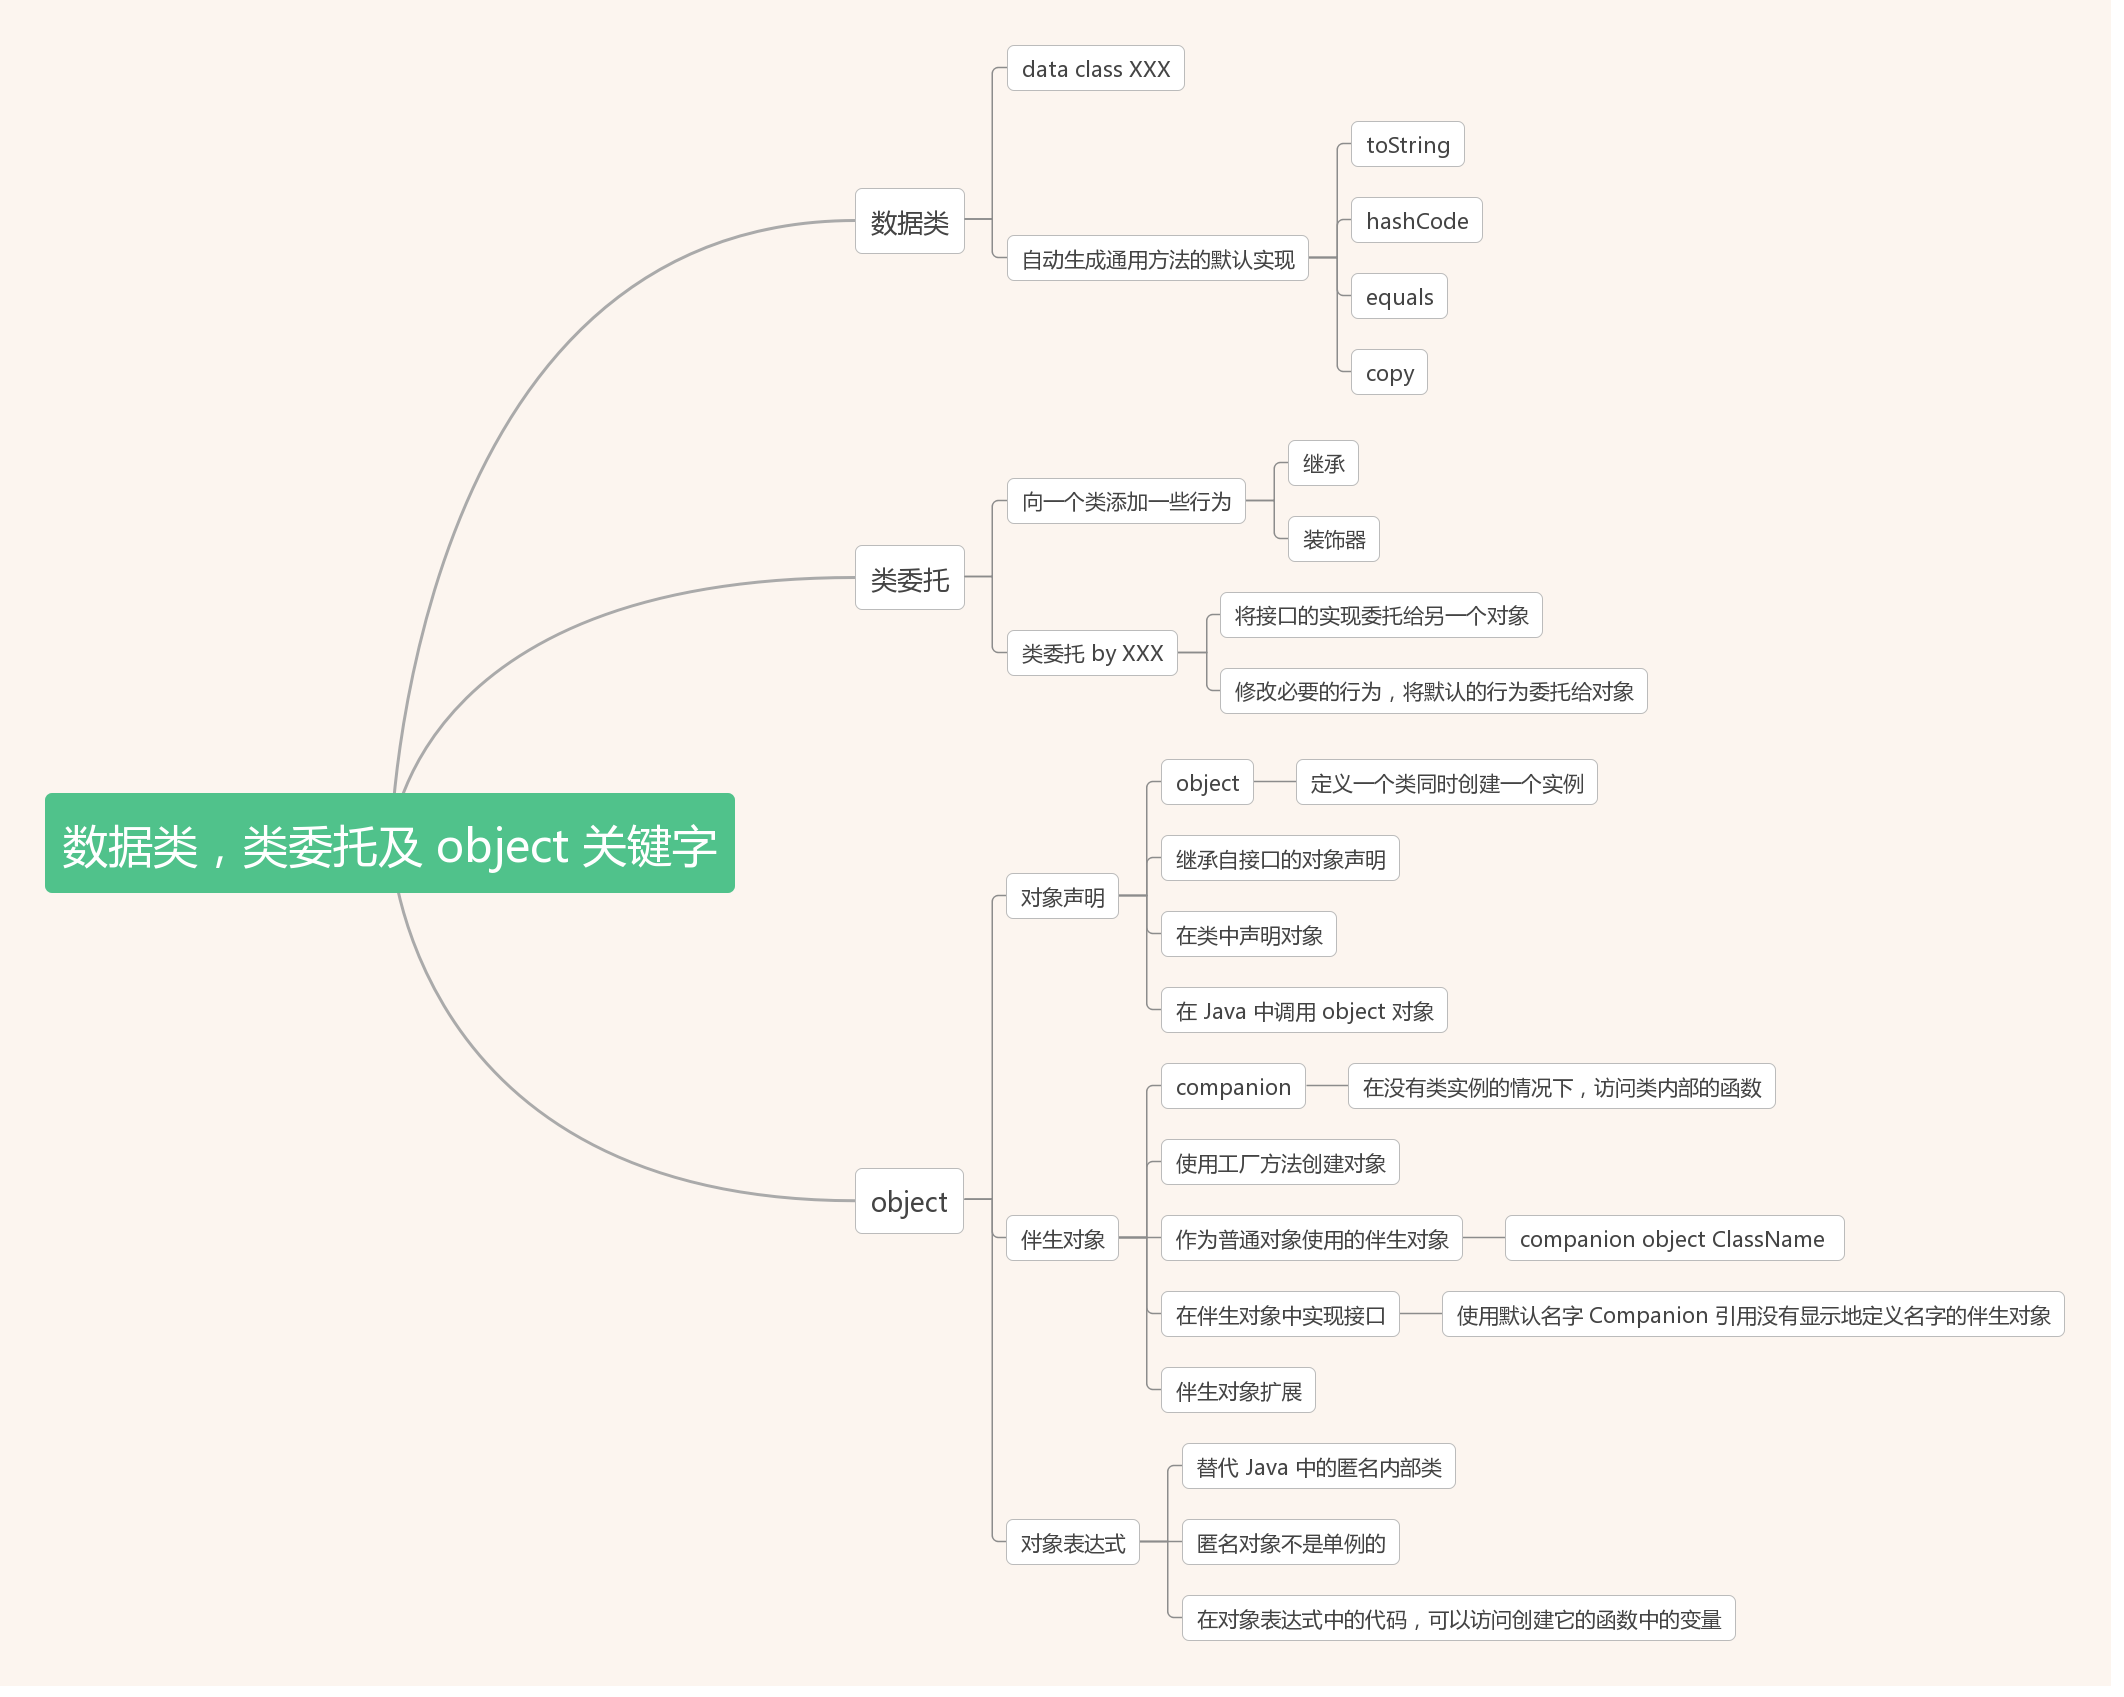 数据类，类委托及 object 关键字
数据类
data class XXX
自动生成通用方法的默认实现
toString
hashCode
equals
copy
类委托
向一个类添加一些行为
继承
装饰器
类委托 by XXX
将接口的实现委托给另一个对象
修改必要的行为，将默认的行为委托给对象
object
对象声明
object
定义一个类同时创建一个实例
继承自接口的对象声明
在类中声明对象
在 Java 中调用 object 对象
伴生对象
companion
在没有类实例的情况下，访问类内部的函数
使用工厂方法创建对象
作为普通对象使用的伴生对象
companion object ClassName
在伴生对象中实现接口
使用默认名字 Companion 引用没有显示地定义名字的伴生对象
伴生对象扩展
对象表达式
替代 Java 中的匿名内部类
匿名对象不是单例的
在对象表达式中的代码，可以访问创建它的函数中的变量